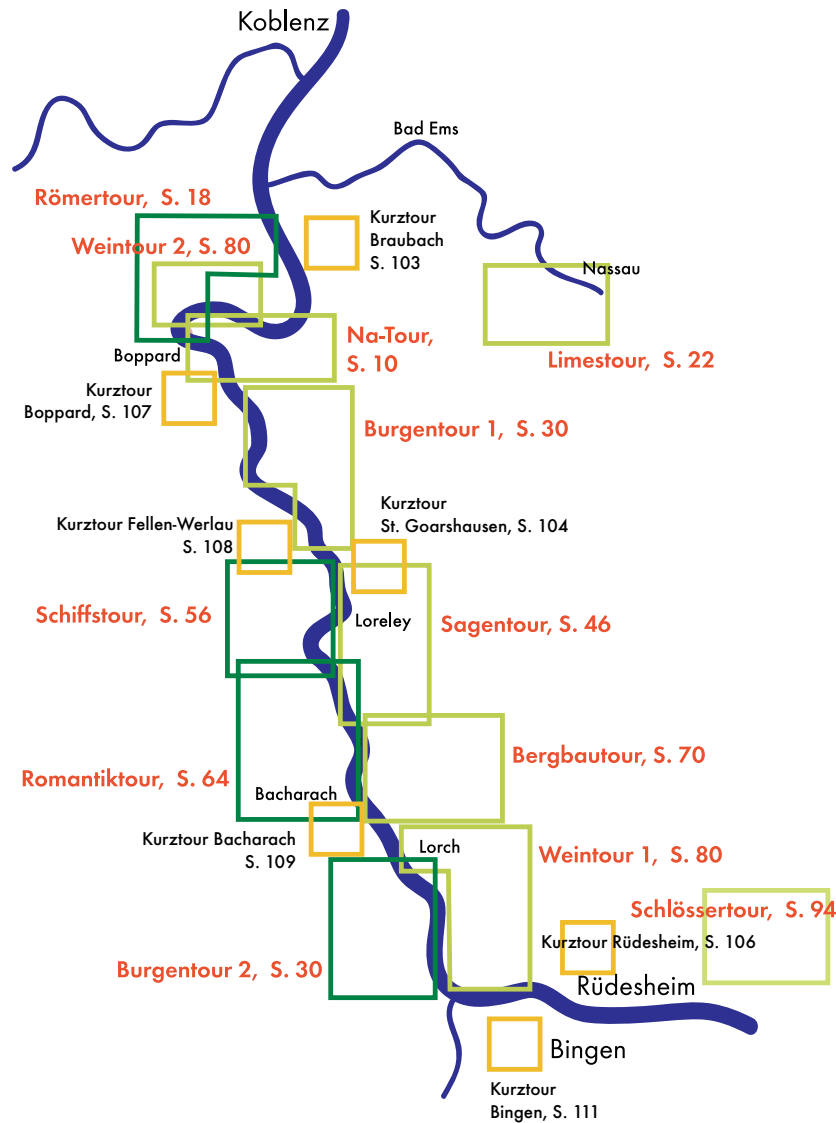 Koblenz
Bad Ems
Römertour, S. 18
Kurztour
Braubach
S. 103
Weintour 2, S. 80
Nassau
Na-Tour,
S. 10
Limestour, S. 22
Boppard
Kurztour
Boppard, S. 107
Burgentour 1, S. 30
Kurztour
St. Goarshausen, S. 104
Kurztour Fellen-Werlau
S. 108
Schiffstour, S. 56
Loreley
Sagentour, S. 46
Bergbautour, S. 70
Romantiktour, S. 64
Bacharach
Kurztour Bacharach
S. 109
Lorch
Weintour 1, S. 80
Schlössertour, S. 94
Kurztour Rüdesheim, S. 106
Burgentour 2, S. 30
Rüdesheim
Bingen
Kurztour
Bingen, S. 111